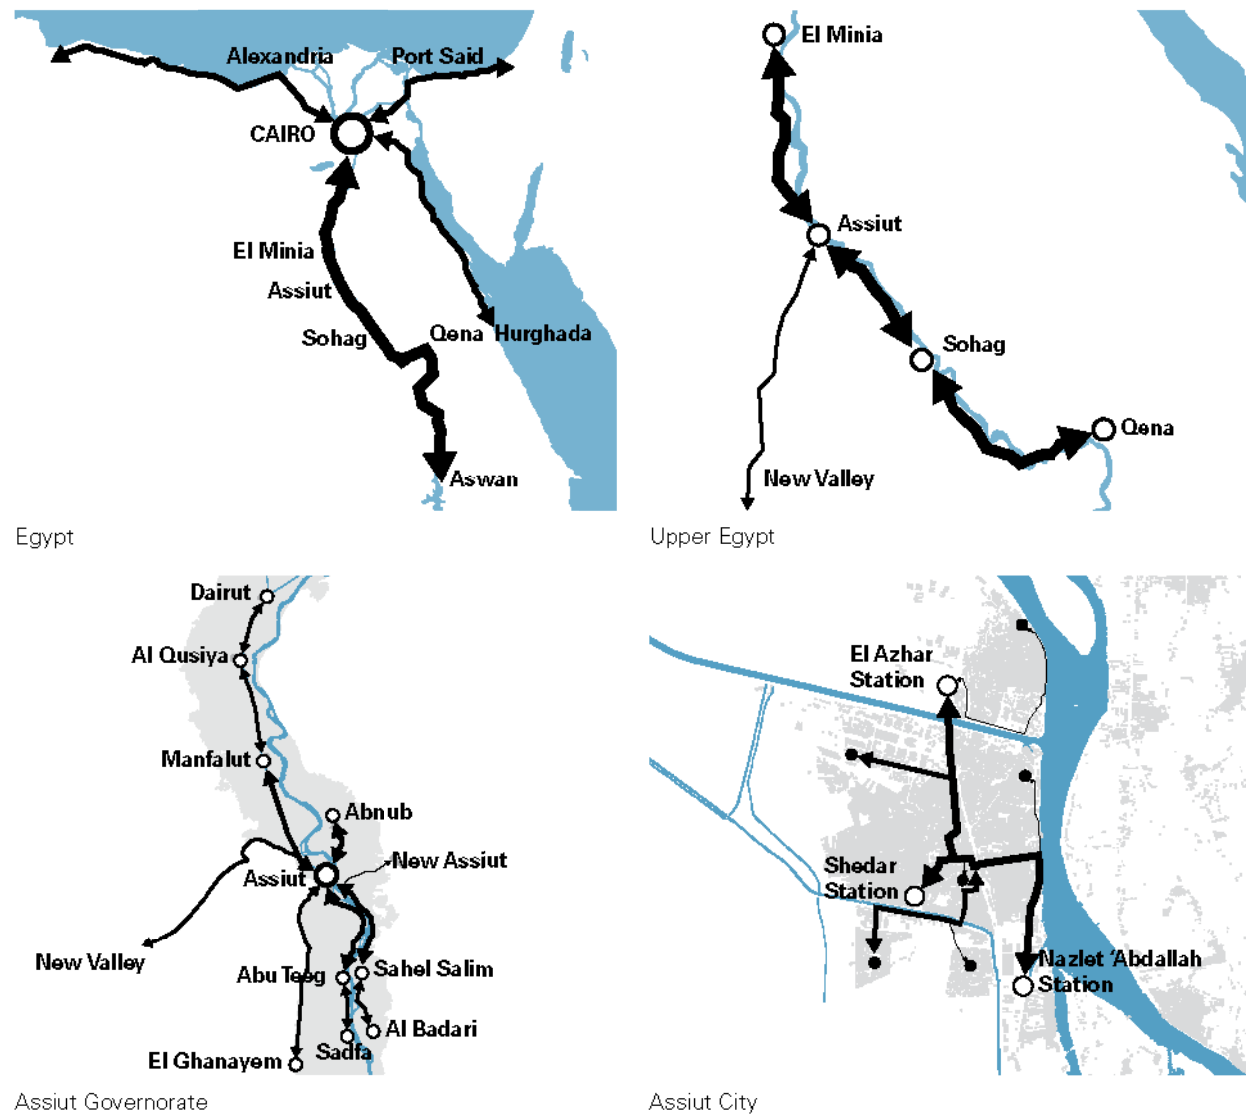 Alexandria
Port Said
CAIRO
El Minia
Assiut
Sohag
Qena Hurghada
Aswan
Egypt
El Minia
Assiut
Sohag
Qena
New Valley
Upper Egypt
Dairut
Al Qusiya
Manfalut
Abnub
New Assiut
Assiut
New Valley
Abu Teeg
Sahel Salim
Al Badari
Sadfa
El Ghanayem
Assiut Governorate
El Azhar
Station
Shedar
Station
Nazlet ‘Abdallah
Station
Assiut City